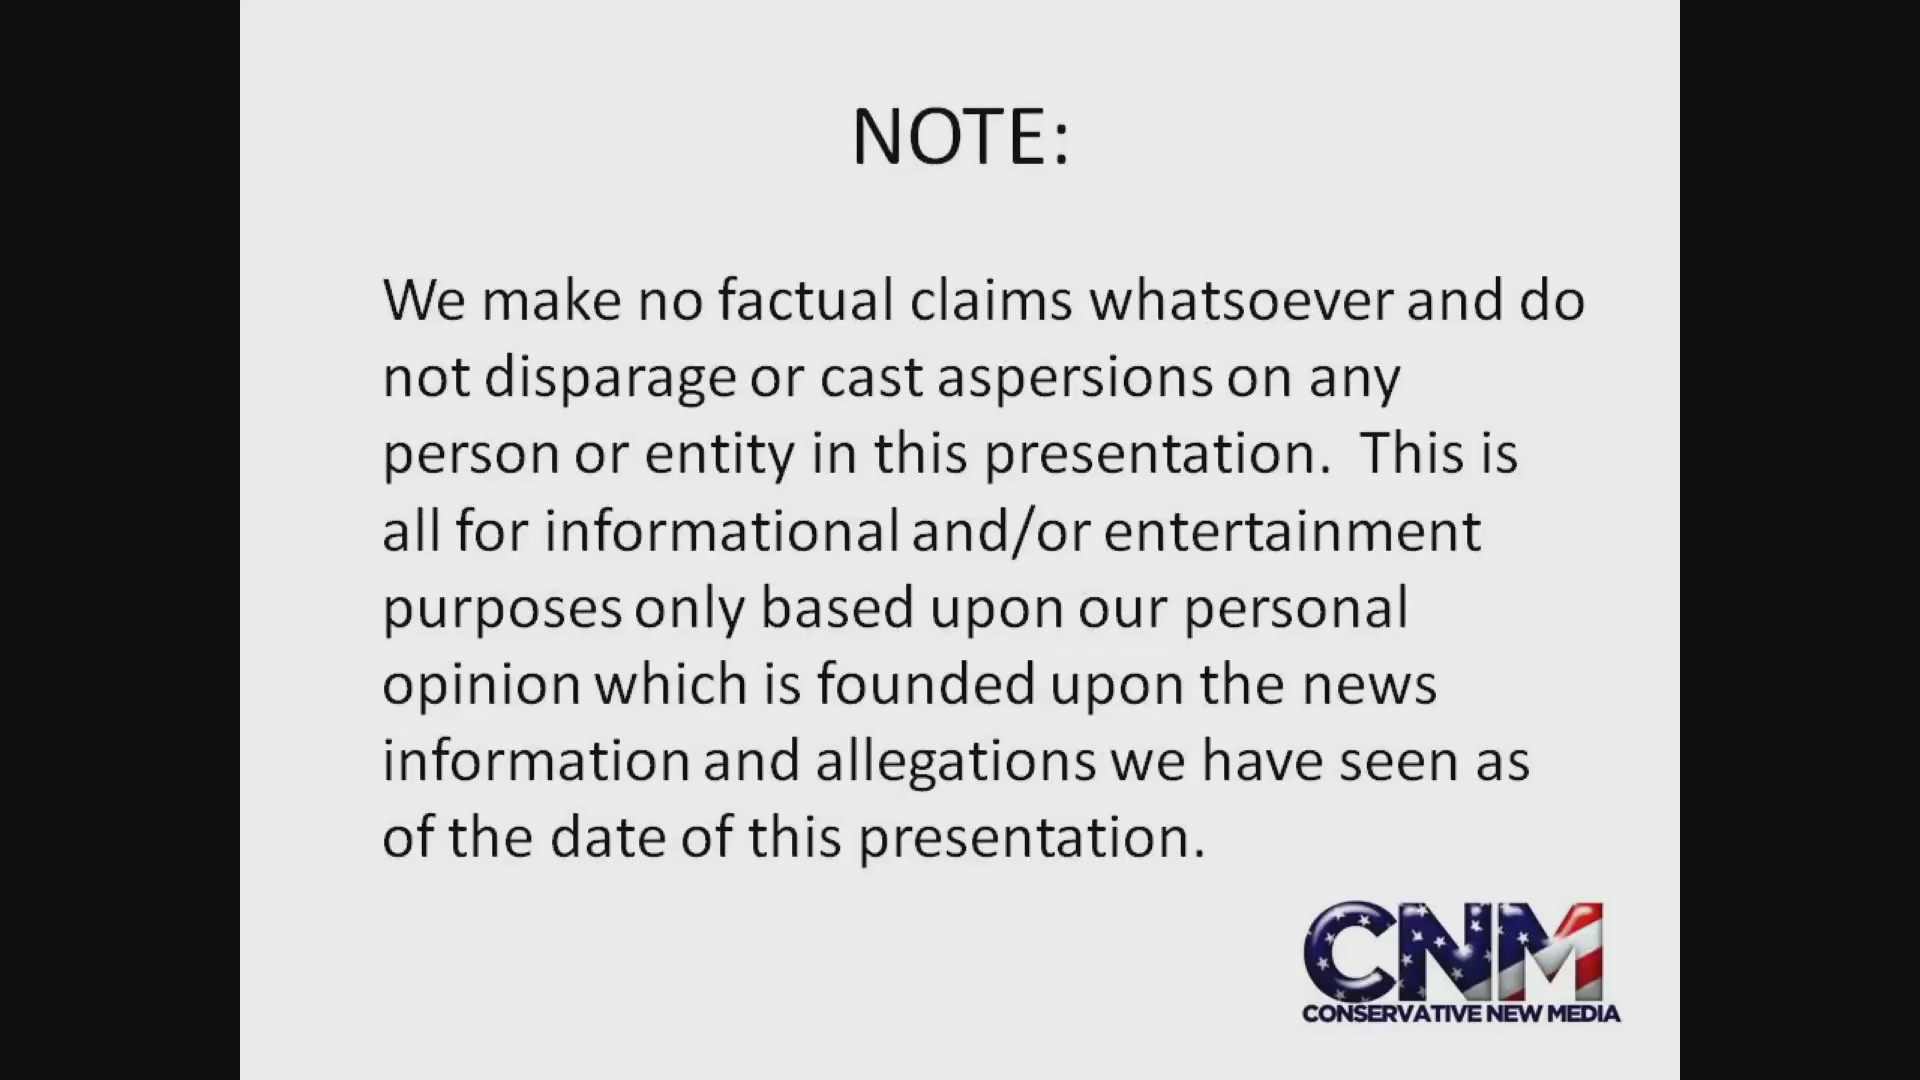 NOTE:
We make no factual claims whatsoever and do
not disparage or cast aspersions on any
person or entity in this presentation.  This is
all for informational and/or entertainment
purposes only based upon our personal
opinion which is founded upon the news
information and allegations we have seen as
of the date of this presentation.
CNM
CONSERVATIVE NEW MEDIA